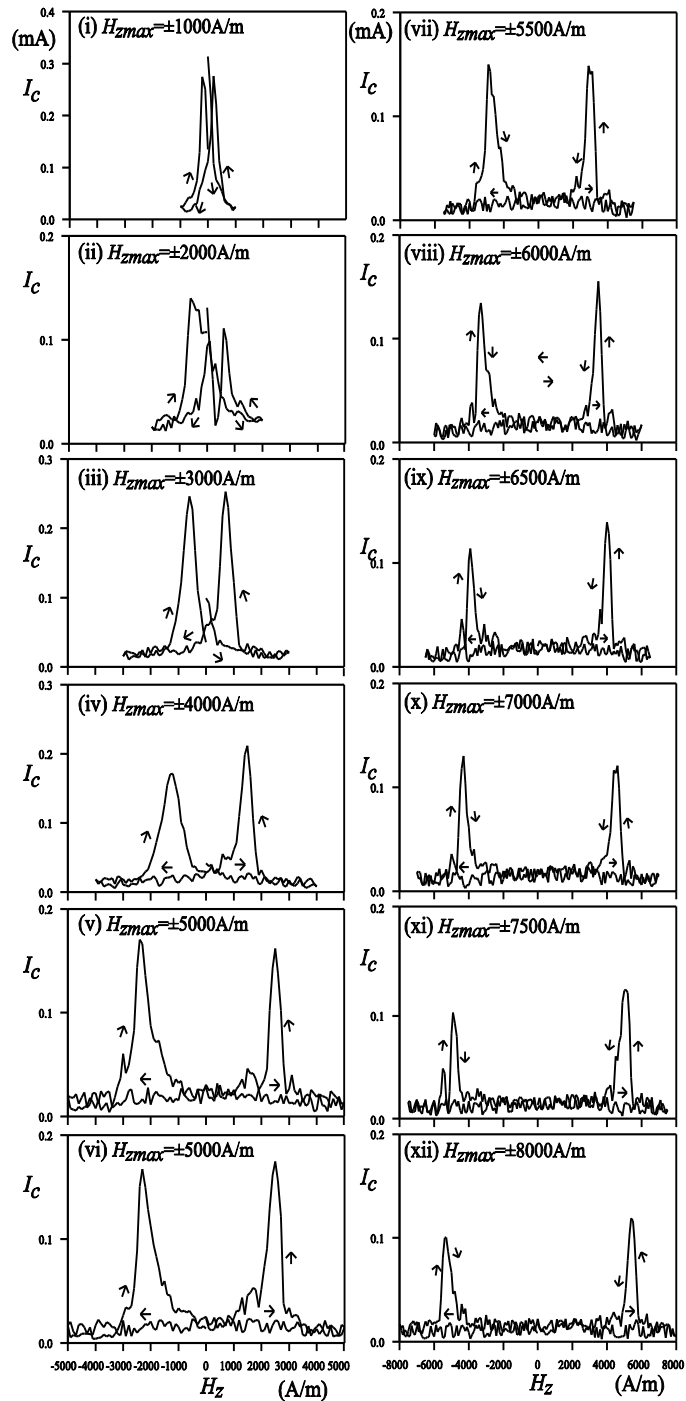 (i) Hzmax=±1000A/m
(mA)
Ic
0.4
0.3
0.2
0.1
0.0
(ii) Hzmax=±2000A/m
Ic
0.2
0.1
0.0
(iii) Hzmax=±3000A/m
Ic
0.3
0.2
0.1
0.0
(iv) Hzmax=±4000A/m
Ic
0.3
0.2
0.1
0.0
(v) Hzmax=±5000A/m
Ic
0.2
0.1
0.0
(vi) Hzmax=±5000A/m
Ic
0.2
0.1
0.0
-5000 -4000 -3000 -2000 -1000 0 1000 2000 3000 4000 5000
Hz (A/m)
(vii) Hzmax=±5500A/m
(mA)
Ic
0.2
0.1
0.0
(viii) Hzmax=±6000A/m
Ic
0.2
0.1
0.0
(ix) Hzmax=±6500A/m
Ic
0.2
0.1
0.0
(x) Hzmax=±7000A/m
Ic
0.2
0.1
0.0
(xi) Hzmax=±7500A/m
Ic
0.2
0.1
0.0
(xii) Hzmax=±8000A/m
Ic
0.2
0.1
0.0
-8000 -6000 -4000 -2000 0 2000 4000 6000 8000
Hz (A/m)